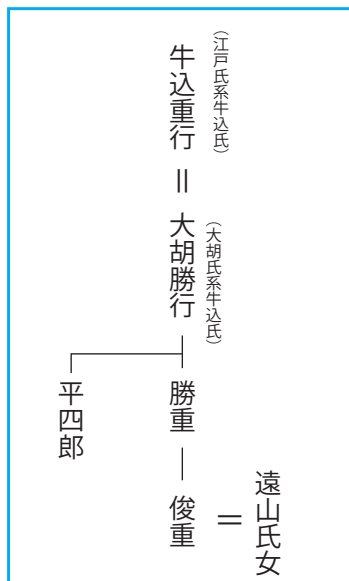 （江戸氏系牛込氏）
牛込重行＝大胡勝行
（大胡氏系牛込氏）
勝重
俊重
平四郎
＝
遠山氏女